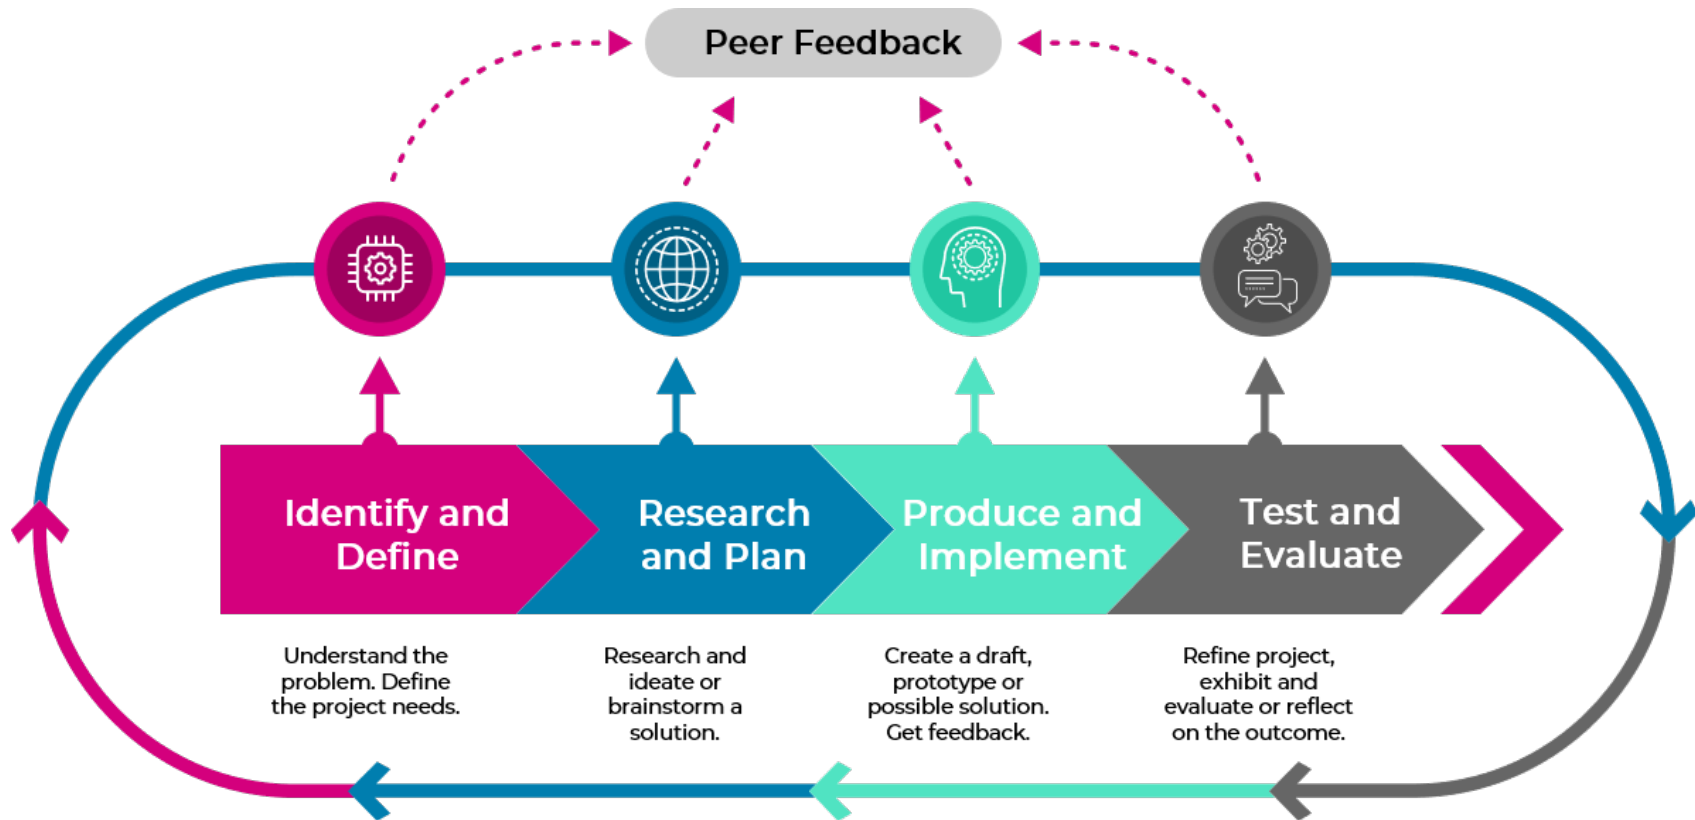 Peer Feedback
Identify and
Define
Research
and Plan
Produce and
Implement
Test and
Evaluate
Understand the
problem. Define
the project needs.
Research and
ideate or
brainstorm a
solution.
Create a draft,
prototype or
possible solution.
Get feedback.
Refine project,
exhibit and
evaluate or reflect
on the outcome.